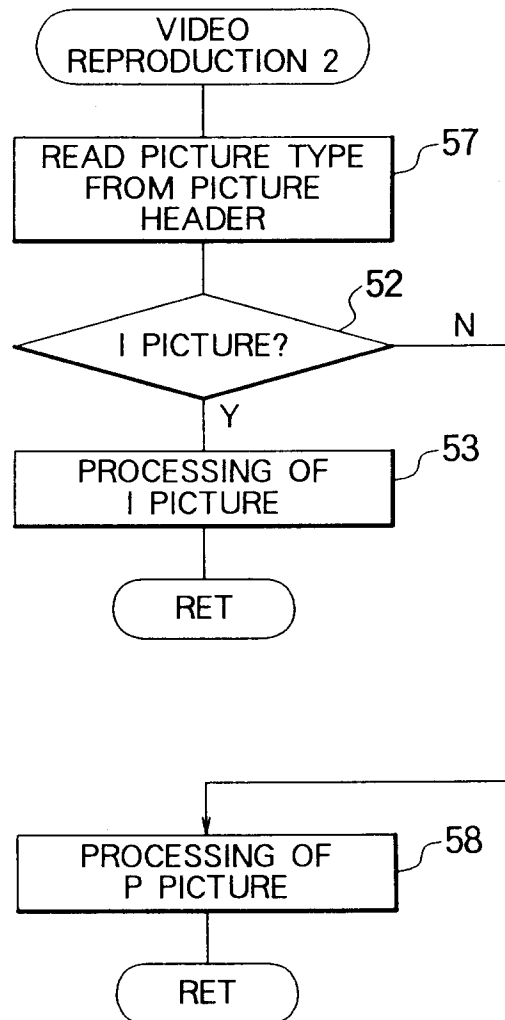 VIDEO
REPRODUCTION 2
READ PICTURE TYPE
FROM PICTURE
HEADER
57
I PICTURE?
52
N
Y
PROCESSING OF
I PICTURE
53
RET
PROCESSING OF
P PICTURE
58
RET